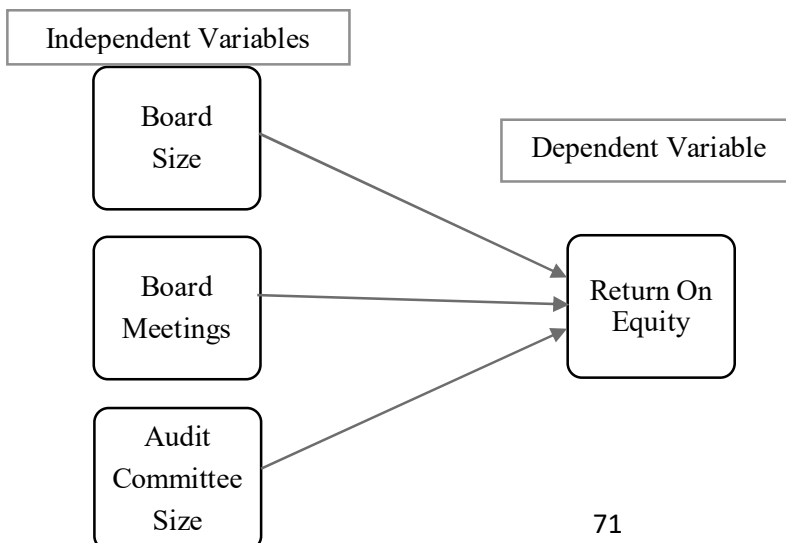 Independent Variables
Board
Size
Dependent Variable
Board
Meetings
Return On
Equity
Audit
Committee
Size
71